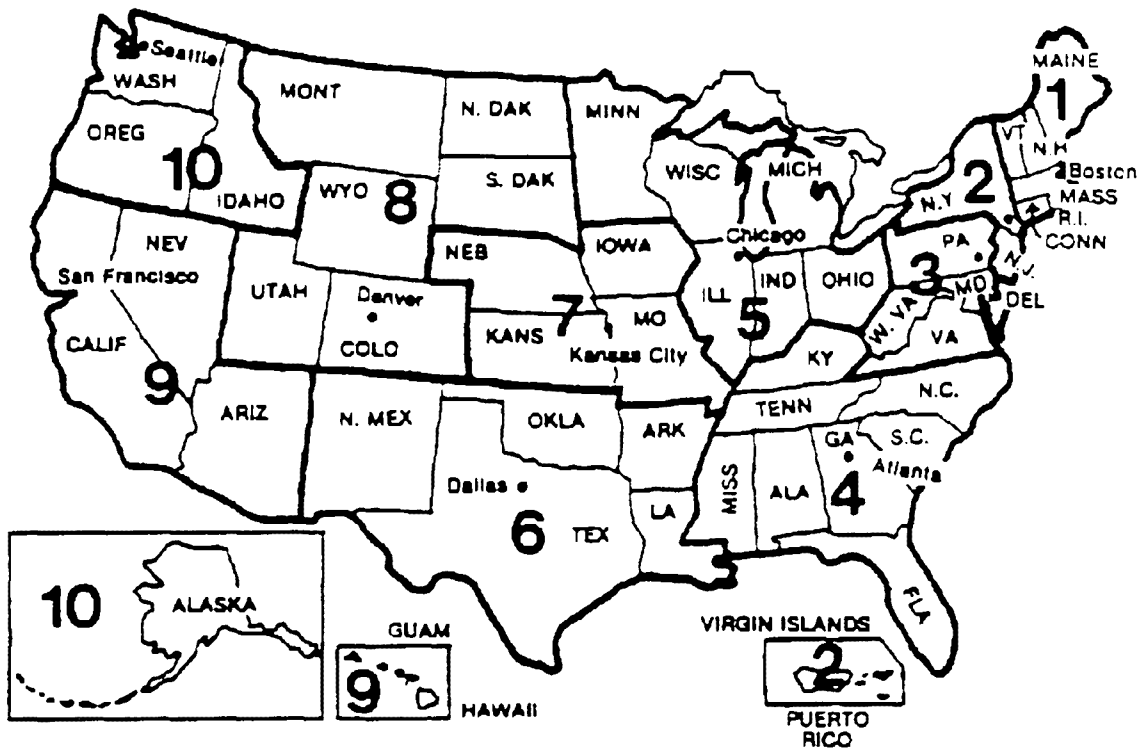 Seattle
WASH
MONT
N. DAK
MINN
MAINE
1
OREG
VT
N.H
10
IDAHO
WYO
8
S. DAK
WISC
MICH
2
N.Y
Boston
MASS
R.I.
CONN
NEV
NEB
IOWA
Chicago
PA
N.J.
San Francisco
UTAH
Denver
COLO
7
KANS
MO
Kansas City
ILL
IND
5
OHIO
3
MD
DEL
W. VA
VA
KY
CALIF
9
ARIZ
N. MEX
OKLA
ARK
TENN
N.C.
S.C.
GA
Atlanta
4
Dallas
6
TEX
LA
MISS
ALA
FLA
10
ALASKA
GUAM
9
HAWAII
VIRGIN ISLANDS
2
PUERTO
RICO